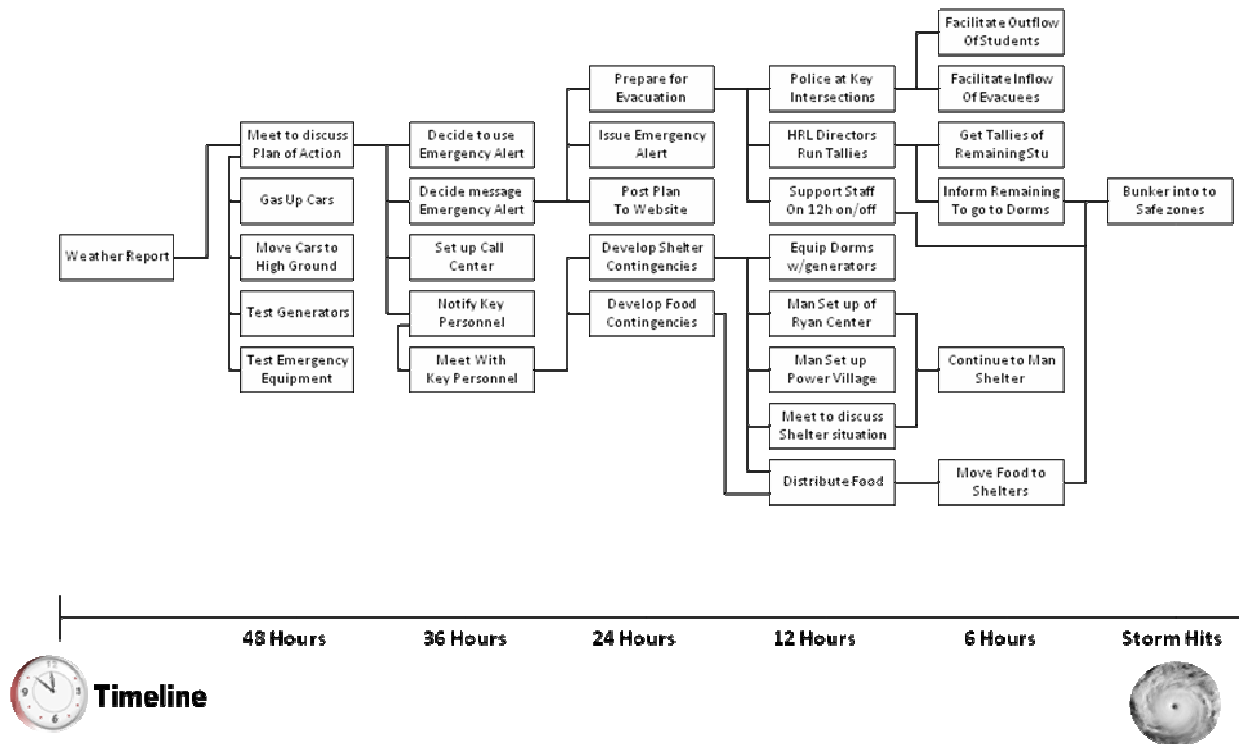 Weather Report
Meet to discuss
Plan of Action
Gas Up Cars
Move Cars to
High Ground
Test Generators
Test Emergency
Equipment
Decide to use
Emergency Alert
Decide message
Emergency Alert
Set up Call
Center
Notify Key
Personnel
Meet With
Key Personnel
Prepare for
Evacuation
Issue Emergency
Alert
Post Plan
To Website
Develop Shelter
Contingencies
Develop Food
Contingencies
Police at Key
Intersections
HRL Directors
Run Tallies
Support Staff
On 12h on/off
Equip Dorms
w/generators
Man Set up of
Ryan Center
Man Set up
Power Village
Meet to discuss
Shelter situation
Distribute Food
Facilitate Outflow
Of Students
Facilitate Inflow
Of Evacuees
Get Tallies of
Remaining Stu
Inform Remaining
To go to Dorms
Continue to Man
Shelter
Move Food to
Shelters
Bunker into to
Safe zones
48 Hours
36 Hours
24 Hours
12 Hours
6 Hours
Storm Hits
12
9
3
6
Timeline